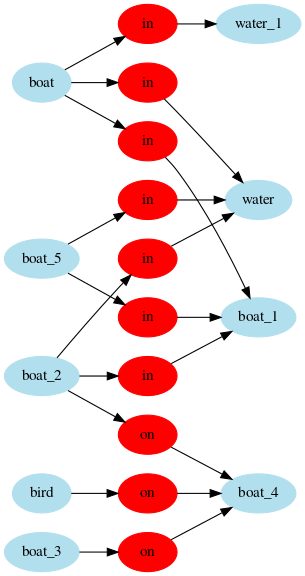 in
water_1
boat
in
in
in
water
boat_5
in
in
boat_1
boat_2
in
on
bird
on
boat_4
boat_3
on